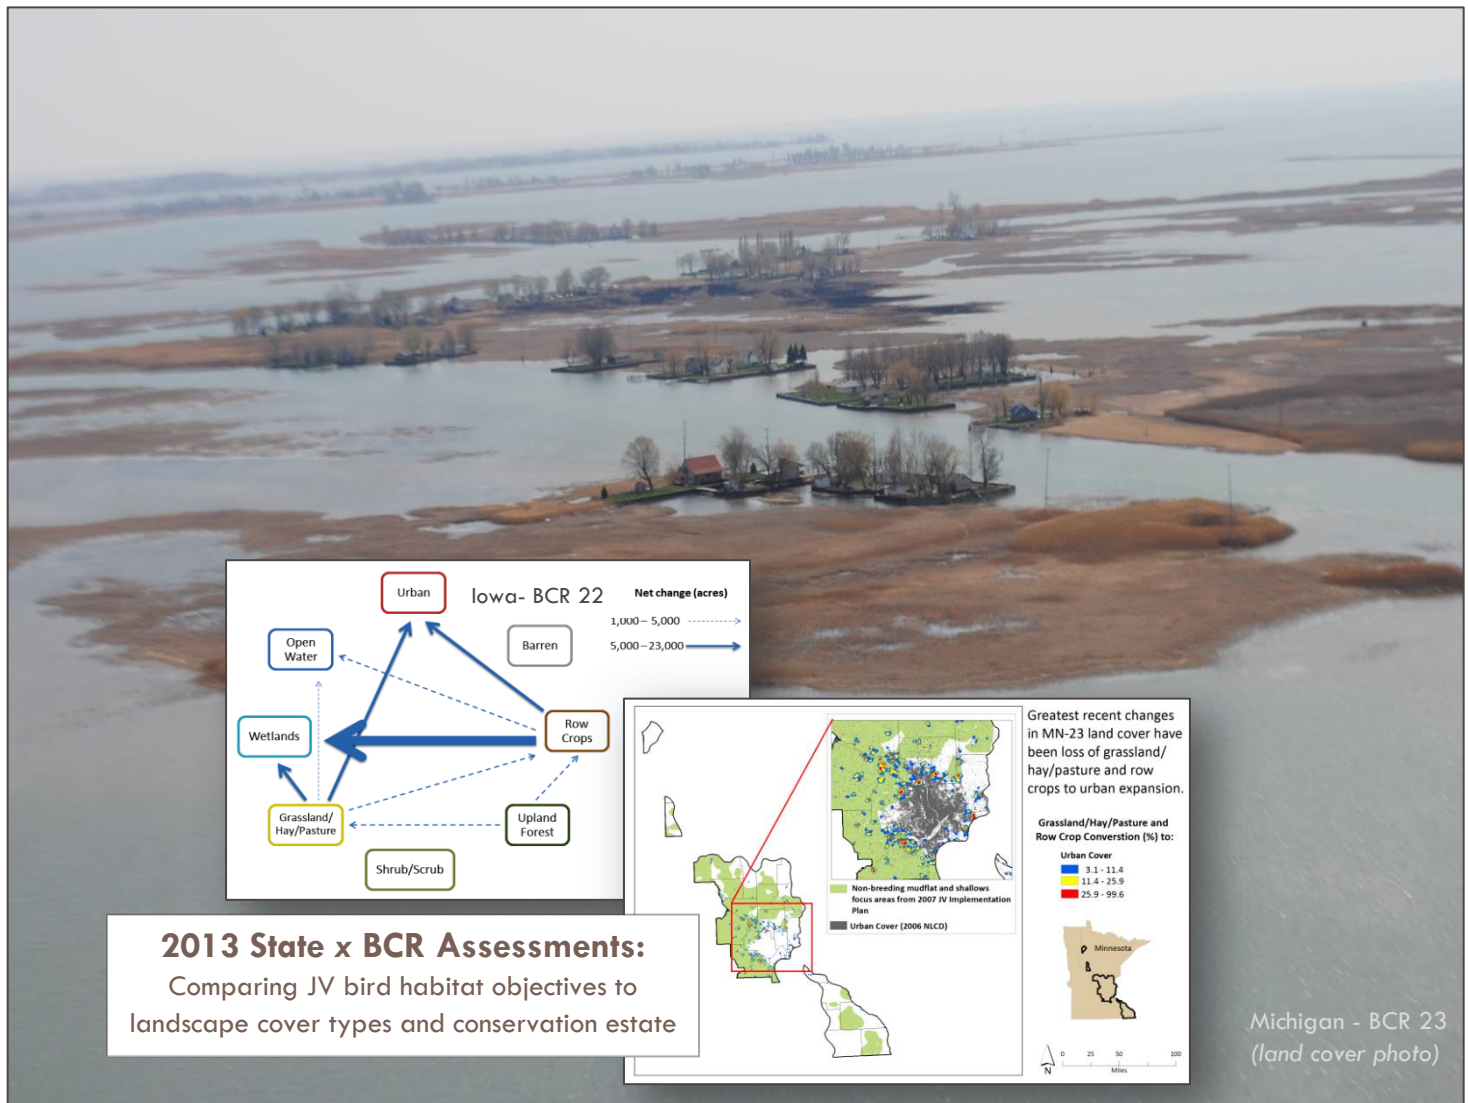 Urban
Iowa- BCR 22
Net change (acres)
1,000 – 5,000
5,000 – 23,000
Open
Water
Barren
Wetlands
Row
Crops
Grassland/
Hay/Pasture
Upland
Forest
Shrub/Scrub
2013 State x BCR Assessments:
Comparing JV bird habitat objectives to
landscape cover types and conservation estate
Non-breeding mudflat and shallows
focus areas from 2007 JV Implementation
Plan
Urban Cover (2006 NLCD)
Greatest recent changes
in MN-23 land cover have
been loss of grassland/
hay/pasture and row
crops to urban expansion.
Grassland/Hay/Pasture and
Row Crop Converstion (%) to:
Urban Cover
3.1 - 11.4
11.4 - 25.9
25.9 - 99.6
Minnesota
N
0 25 50 100
Miles
Michigan - BCR 23
(land cover photo)